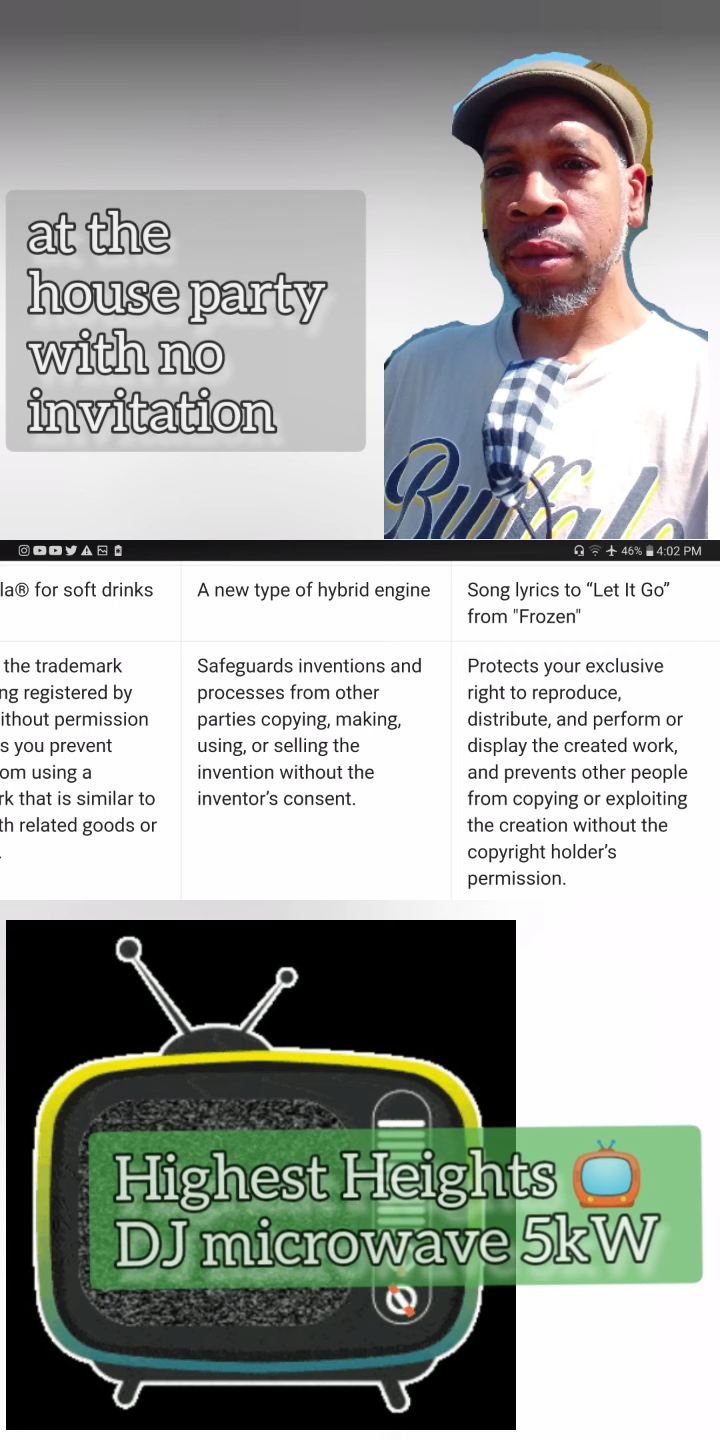 at the
house party
with no
invitation
Buffalo
46% 4:02 PM
la® for soft drinks
A new type of hybrid engine
Song lyrics to “Let It Go”
from "Frozen"
the trademark
ng registered by
ithout permission
s you prevent
om using a
rk that is similar to
th related goods or
.
Safeguards inventions and
processes from other
parties copying, making,
using, or selling the
invention without the
inventor’s consent.
Protects your exclusive
right to reproduce,
distribute, and perform or
display the created work,
and prevents other people
from copying or exploiting
the creation without the
copyright holder’s
permission.
Highest Heights 📺
DJ microwave 5kW